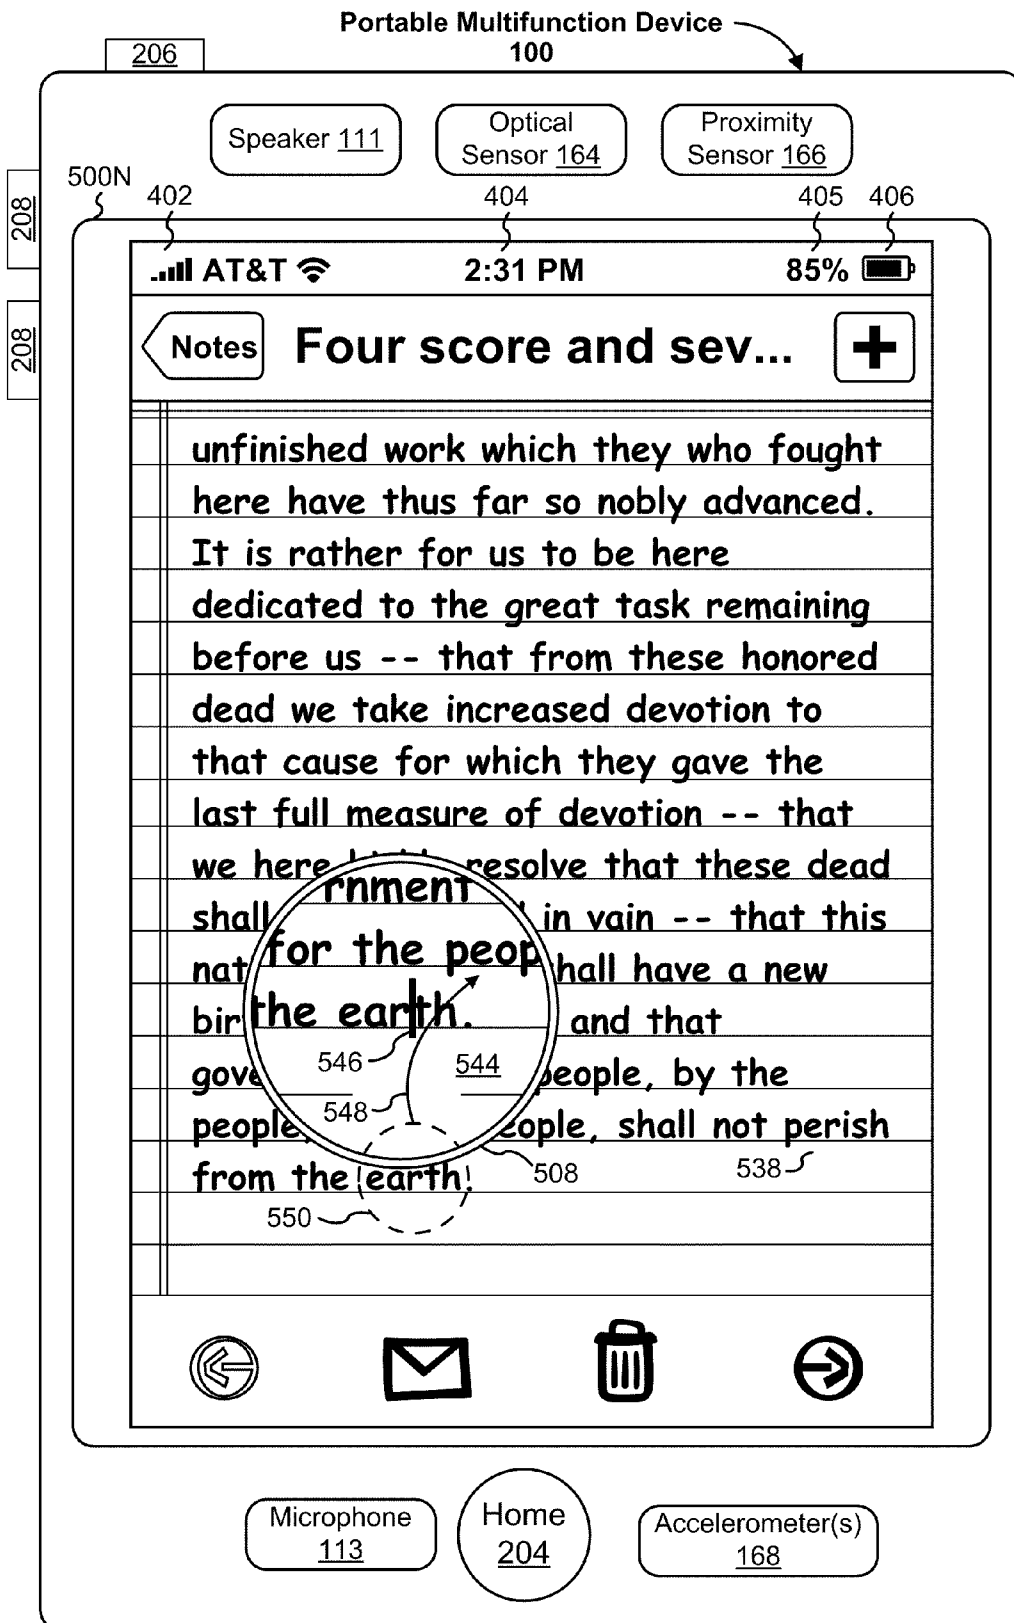 Portable Multifunction Device
100
206
Speaker 111
Optical
Sensor 164
Proximity
Sensor 166
208
208
500N
402
404
405
406
AT&T
2:31 PM
85%
Notes
Four score and sev...
+
unfinished work which they who fought
here have thus far so nobly advanced.
It is rather for us to be here
dedicated to the great task remaining
before us -- that from these honored
dead we take increased devotion to
that cause for which they gave the
last full measure of devotion -- that
we here resolve that these dead
shall in vain -- that this
nat hall have a new
bir and that
gove people, by the
people, eople, shall not perish
from the earth.
rnment
for the peop
the earth.
546
544
548
508
538
550
Microphone
113
Home
204
Accelerometer(s)
168